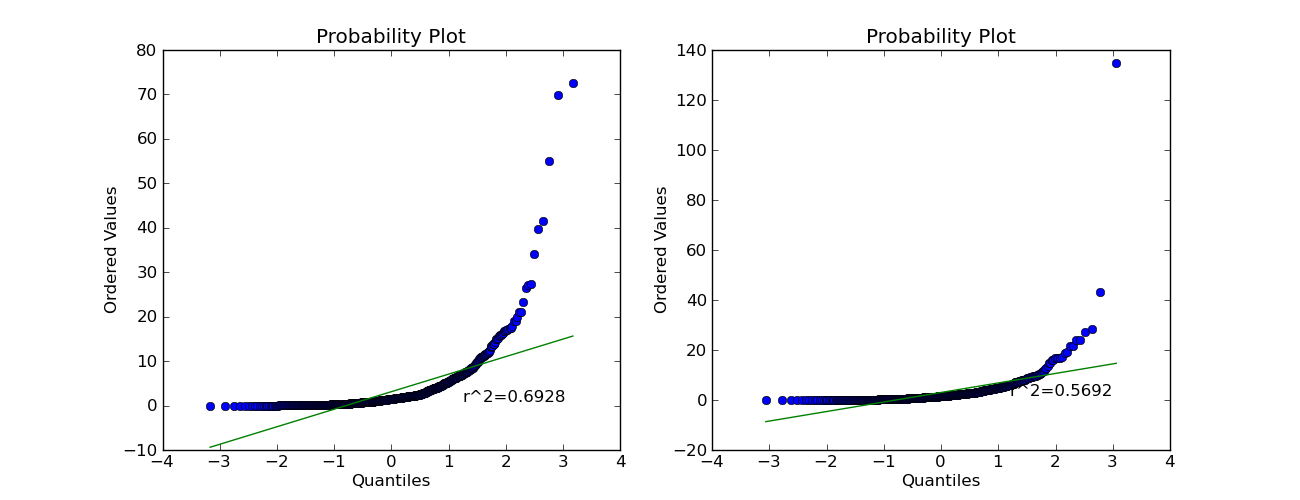 Probability Plot
80
70
60
50
40
30
20
10
0
−10
Ordered Values
r^2=0.6928
−4 −3 −2 −1 0 1 2 3 4
Quantiles
Probability Plot
140
120
100
80
60
40
20
0
−20
Ordered Values
r^2=0.5692
−4 −3 −2 −1 0 1 2 3 4
Quantiles